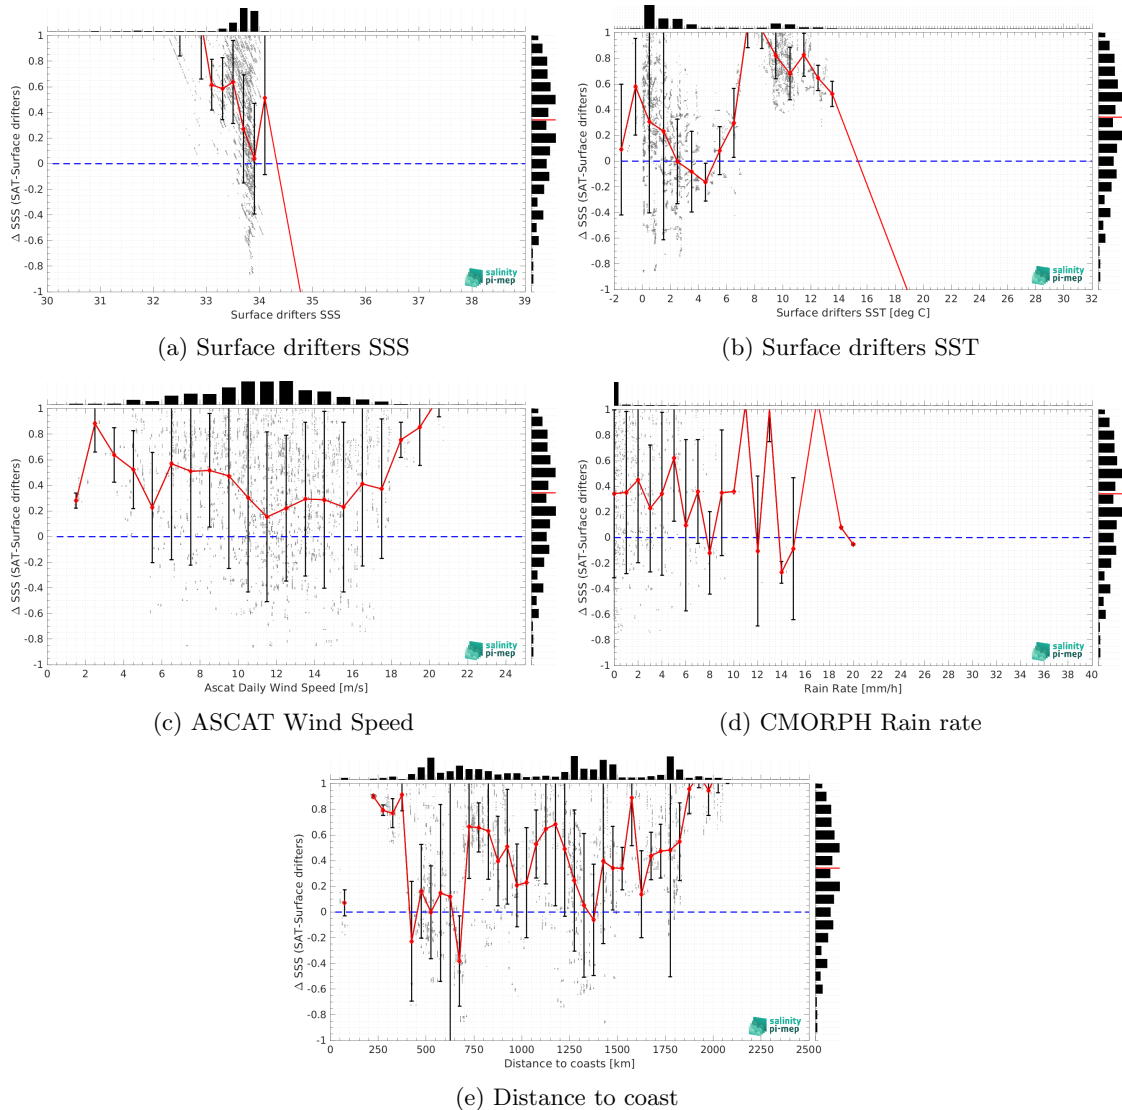 1
0.8
0.6
0.4
0.2
0
-0.2
-0.4
-0.6
-0.8
-1
Δ SSS (SAT-Surface drifters)
30 31 32 33 34 35 36 37 38 39
Surface drifters SSS
salinity
pi-mep
(a) Surface drifters SSS
1
0.8
0.6
0.4
0.2
0
-0.2
-0.4
-0.6
-0.8
-1
Δ SSS (SAT-Surface drifters)
-2 0 2 4 6 8 10 12 14 16 18 20 22 24 26 28 30 32
Surface drifters SST [deg C]
salinity
pi-mep
(b) Surface drifters SST
1
0.8
0.6
0.4
0.2
0
-0.2
-0.4
-0.6
-0.8
-1
Δ SSS (SAT-Surface drifters)
0 2 4 6 8 10 12 14 16 18 20 22 24
Ascat Daily Wind Speed [m/s]
salinity
pi-mep
(c) ASCAT Wind Speed
1
0.8
0.6
0.4
0.2
0
-0.2
-0.4
-0.6
-0.8
-1
Δ SSS (SAT-Surface drifters)
0 2 4 6 8 10 12 14 16 18 20 22 24 26 28 30 32 34 36 38 40
Rain Rate [mm/h]
salinity
pi-mep
(d) CMORPH Rain rate
1
0.8
0.6
0.4
0.2
0
-0.2
-0.4
-0.6
-0.8
-1
Δ SSS (SAT-Surface drifters)
0 250 500 750 1000 1250 1500 1750 2000 2250 2500
Distance to coasts [km]
salinity
pi-mep
(e) Distance to coast